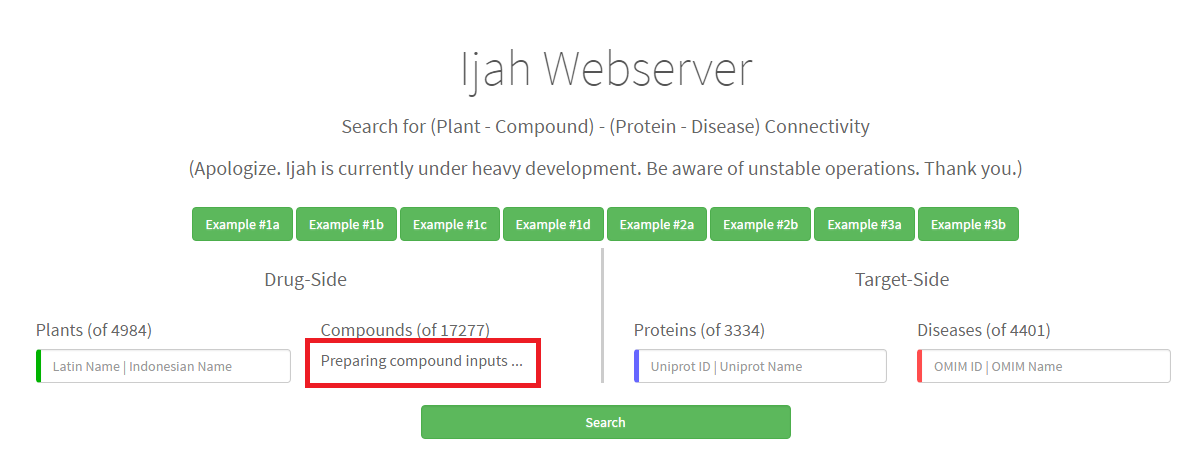 Ijah Webserver
Search for (Plant - Compound) - (Protein - Disease) Connectivity
(Apologize. Ijah is currently under heavy development. Be aware of unstable operations. Thank you.)
Example #1a Example #1b Example #1c Example #1d Example #2a Example #2b Example #3a Example #3b
Drug-Side
Target-Side
Plants (of 4984)
Latin Name | Indonesian Name
Compounds (of 17277)
Preparing compound inputs ...
Proteins (of 3334)
Uniprot ID | Uniprot Name
Diseases (of 4401)
OMIM ID | OMIM Name
Search